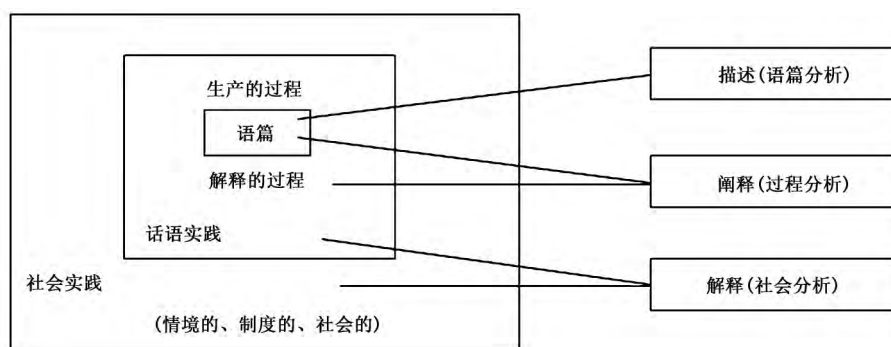 生产的过程
语篇
解释的过程
话语实践
社会实践
(情境的、制度的、社会的)
描述(语篇分析)
阐释(过程分析)
解释(社会分析)